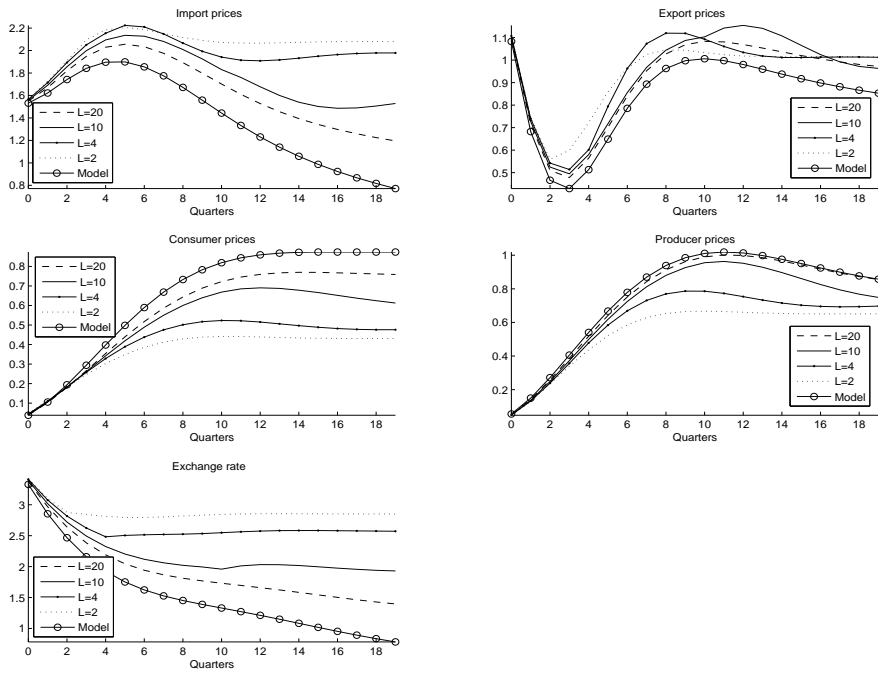 Import prices
2.2
2
1.8
1.6
1.4
1.2
1
0.8
L=20
L=10
L=4
L=2
Model
0 2 4 6 8 10 12 14 16 18
Quarters
Export prices
1.1
1
0.9
0.8
0.7
0.6
0.5
L=20
L=10
L=4
L=2
Model
0 2 4 6 8 10 12 14 16 18
Quarters
Consumer prices
0.8
0.7
0.6
0.5
0.4
0.3
0.2
0.1
L=20
L=10
L=4
L=2
Model
0 2 4 6 8 10 12 14 16 18
Quarters
Producer prices
1
0.8
0.6
0.4
0.2
L=20
L=10
L=4
L=2
Model
0 2 4 6 8 10 12 14 16 18
Quarters
Exchange rate
3
2.5
2
1.5
1
L=20
L=10
L=4
L=2
Model
0 2 4 6 8 10 12 14 16 18
Quarters